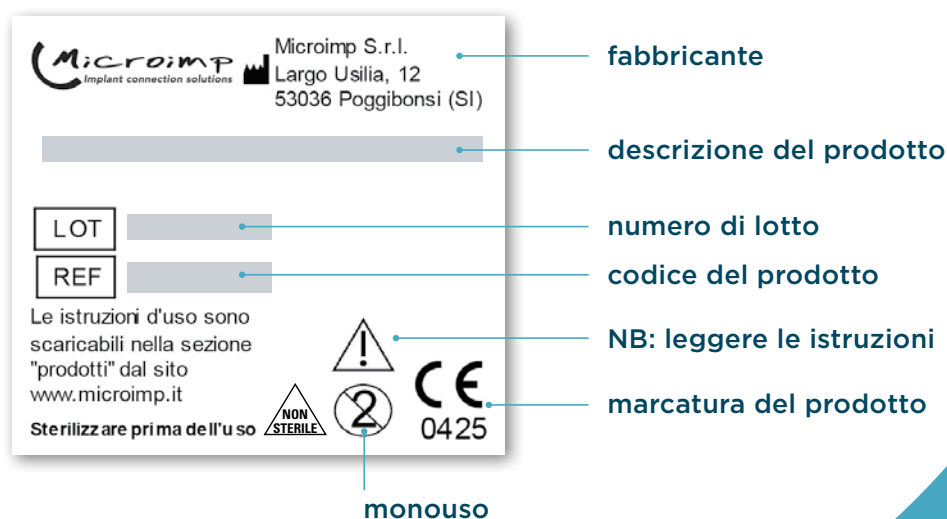 Microimp
Implant connection solutions
Microimp S.r.l.
Largo Usilia, 12
53036 Poggibonsi (SI)
fabbricante
descrizione del prodotto
LOT
numero di lotto
REF
codice del prodotto
Le istruzioni d'uso sono
scaricabili nella sezione
"prodotti" dal sito
www.microimp.it
Sterilizzare prima dell'uso
NON
STERILE
!
2
CE
0425
NB: leggere le istruzioni
marcatura del prodotto
monouso